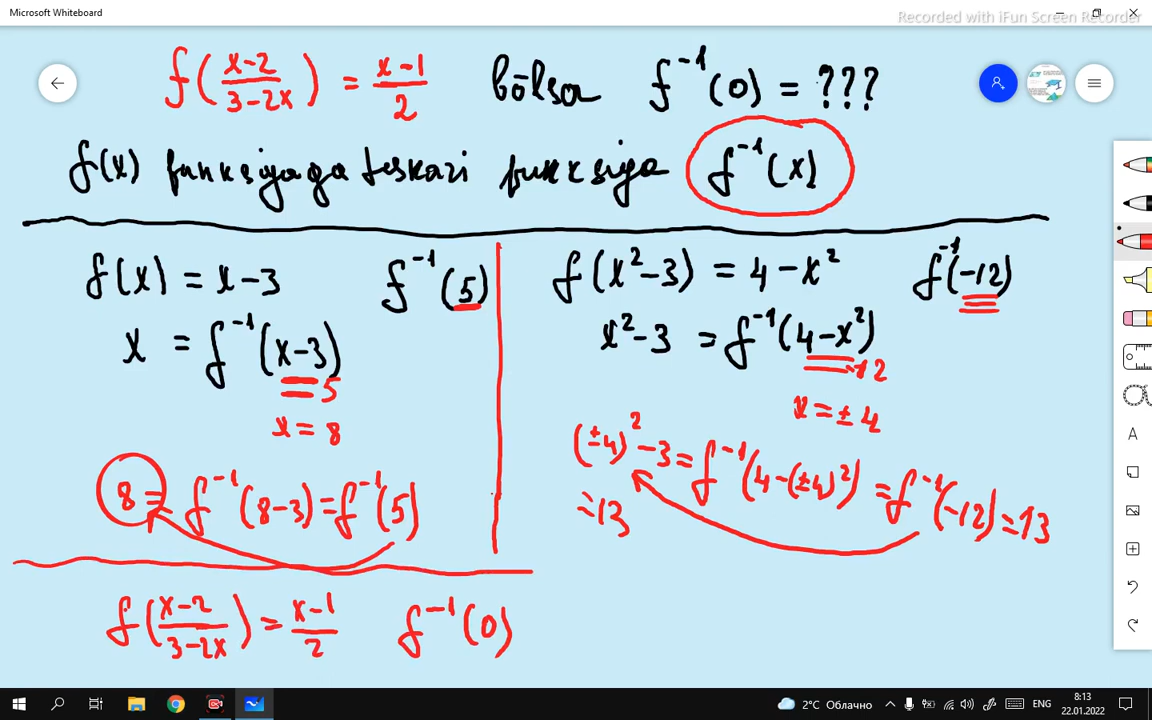 Microsoft Whiteboard
Recorded with iFun Screen Recorder
f((x-2)/(3-2x)) = (x-1)/2 bōlsa f⁻¹(0) = ???
f(x) funksiyaga teskari funksiya f⁻¹(x)
f(x) = x-3 f⁻¹(5)
x = f⁻¹(x-3)
5
x = 8
8 = f⁻¹(8-3) = f⁻¹(5)
f(x²-3) = 4-x² f⁻¹(-12)
x²-3 = f⁻¹(4-x²)
-12
x = ±4
(±4)²-3 = f⁻¹(4-(±4)²) = f⁻¹(-12) = 13
=13
f((x-2)/(3-2x)) = (x-1)/2 f⁻¹(0)
A
2°C Облачно ENG 8:13
22.01.2022